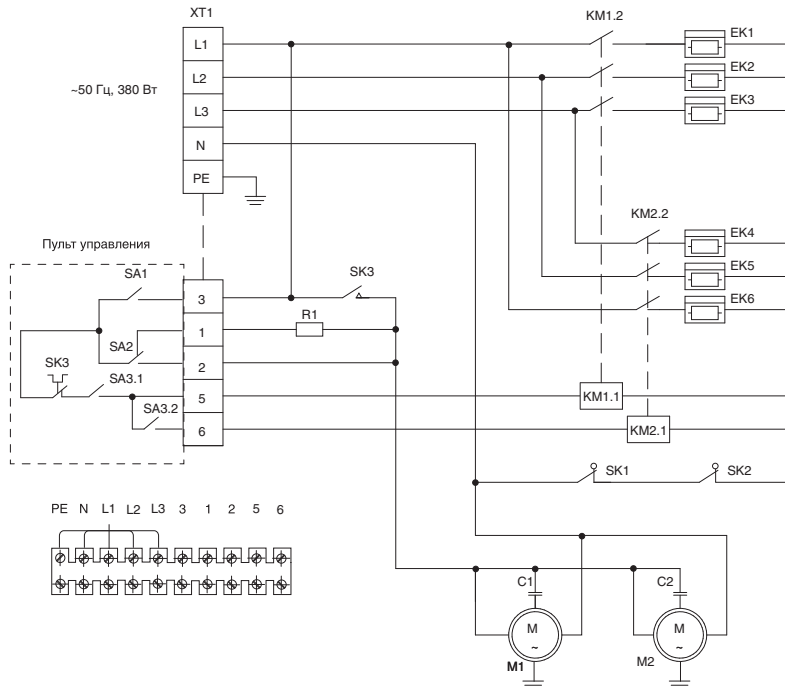 XT1
KM1.2
L1
EK1
L2
EK2
~50 Гц, 380 Вт
L3
EK3
N
PE
KM2.2
EK4
Пульт управления
EK5
SA1
SK3
3
EK6
R1
1
SA2
2
SK3
SA3.1
5
KM1.1
SA3.2
6
KM2.1
SK1
SK2
PE N L1 L2 L3 3 1 2 5 6
C1
C2
M
~
M
~
M1
M2